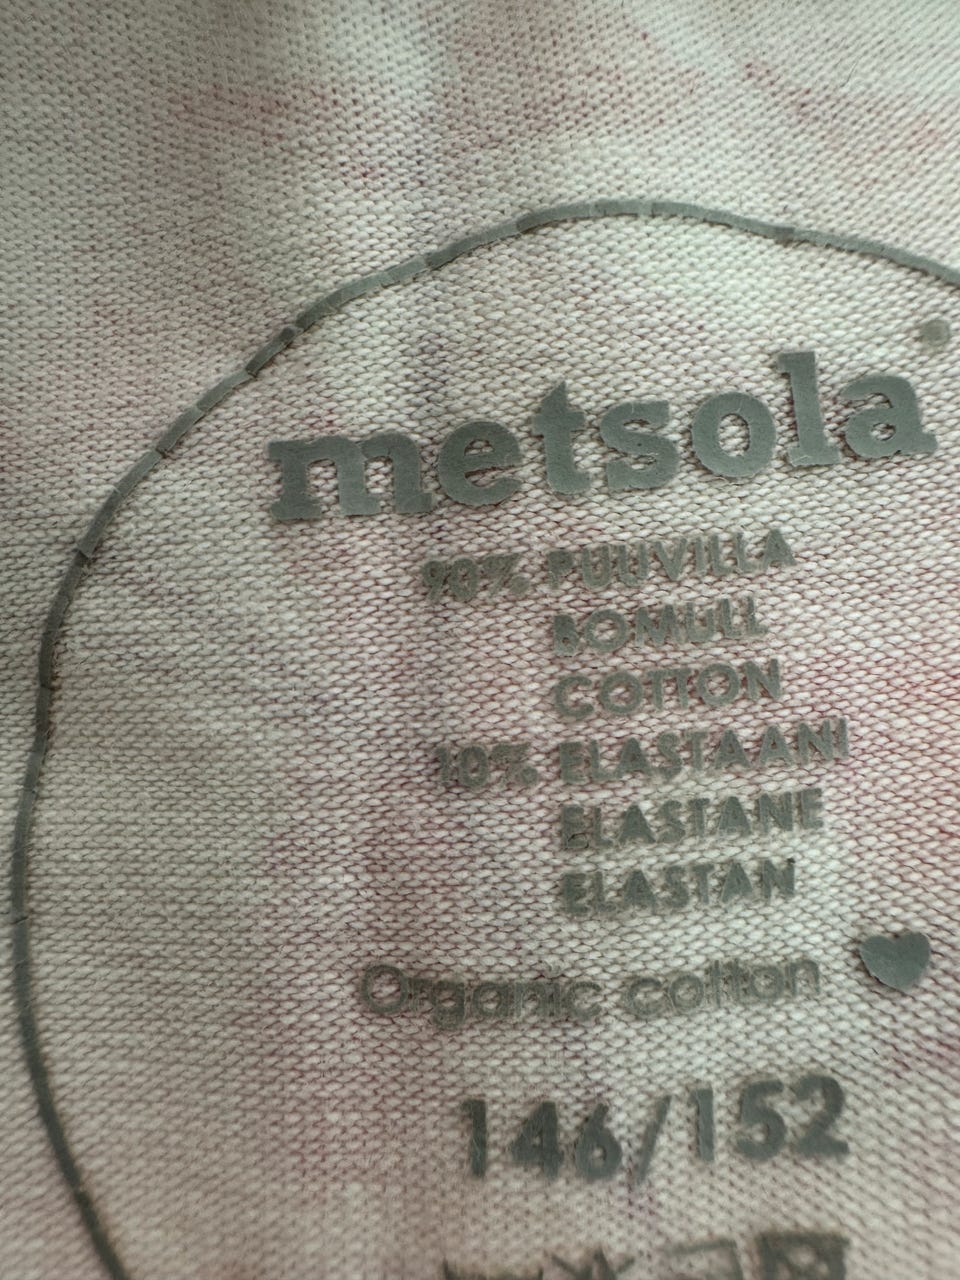 metsola
90% PUUVILLA
BOMULL
COTTON
10% ELASTAANI
ELASTANE
ELASTAN
Organic cotton
146/152